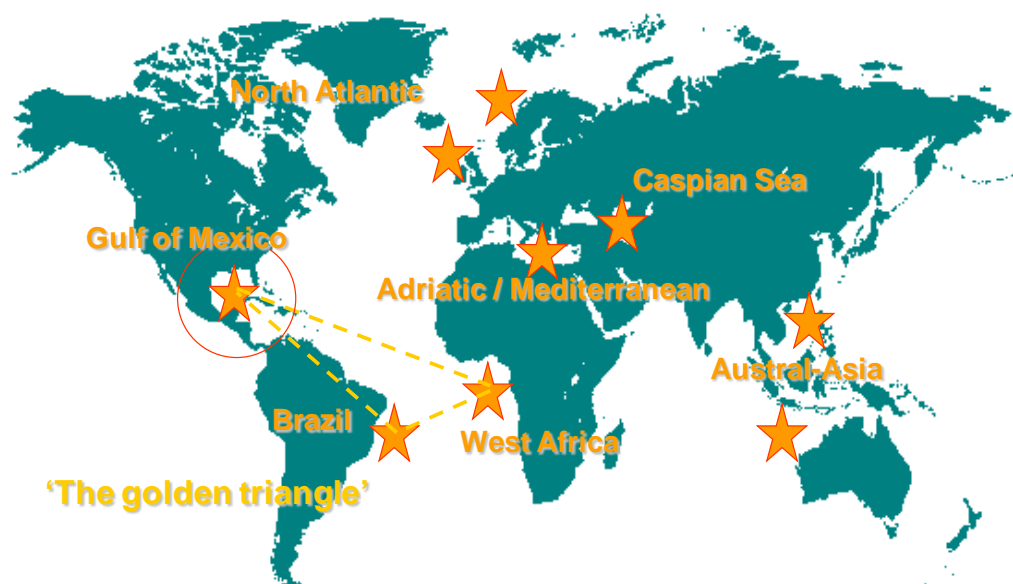 North Atlantic
Caspian Sea
Gulf of Mexico
Adriatic / Mediterranean
Austral-Asia
Brazil
West Africa
‘The golden triangle’